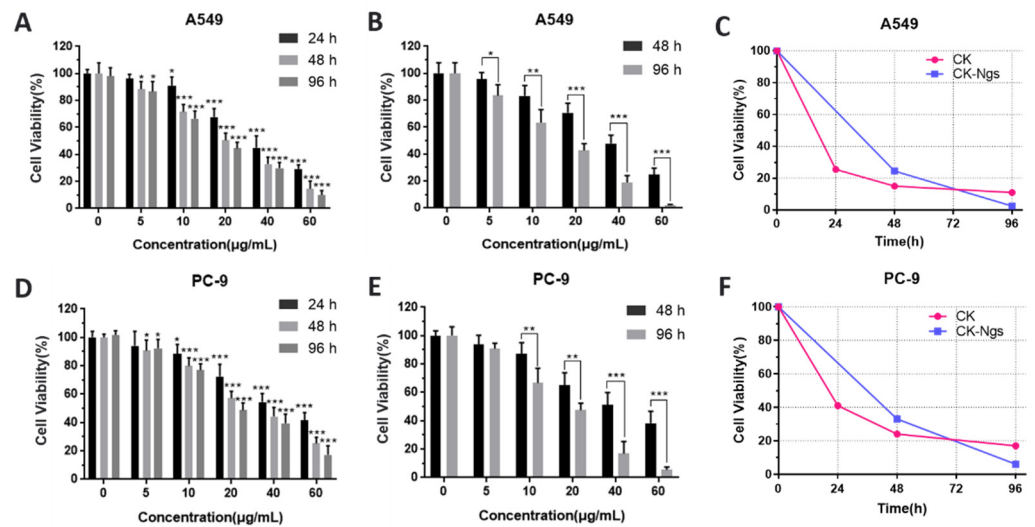 A
A549
24 h
48 h
96 h
Cell Viability(%)
120
100
80
60
40
20
0
* * * *** *** *** *** *** *** *** *** *** *** ***
0 5 10 20 40 60
Concentration(μg/mL)
B
A549
48 h
96 h
Cell Viability(%)
120
100
80
60
40
20
0
* ** *** *** ***
0 5 10 20 40 60
Concentration(μg/mL)
C
A549
CK
CK-Ngs
Cell Viability(%)
100
80
60
40
20
0
0 24 48 72 96
Time(h)
D
PC-9
24 h
48 h
96 h
Cell Viability(%)
120
100
80
60
40
20
0
* * * *** *** *** *** *** *** *** *** *** *** ***
0 5 10 20 40 60
Concentration(μg/mL)
E
PC-9
48 h
96 h
Cell Viability(%)
120
100
80
60
40
20
0
** ** *** ***
0 5 10 20 40 60
Concentration(μg/mL)
F
PC-9
CK
CK-Ngs
Cell Viability(%)
100
80
60
40
20
0
0 24 48 72 96
Time(h)